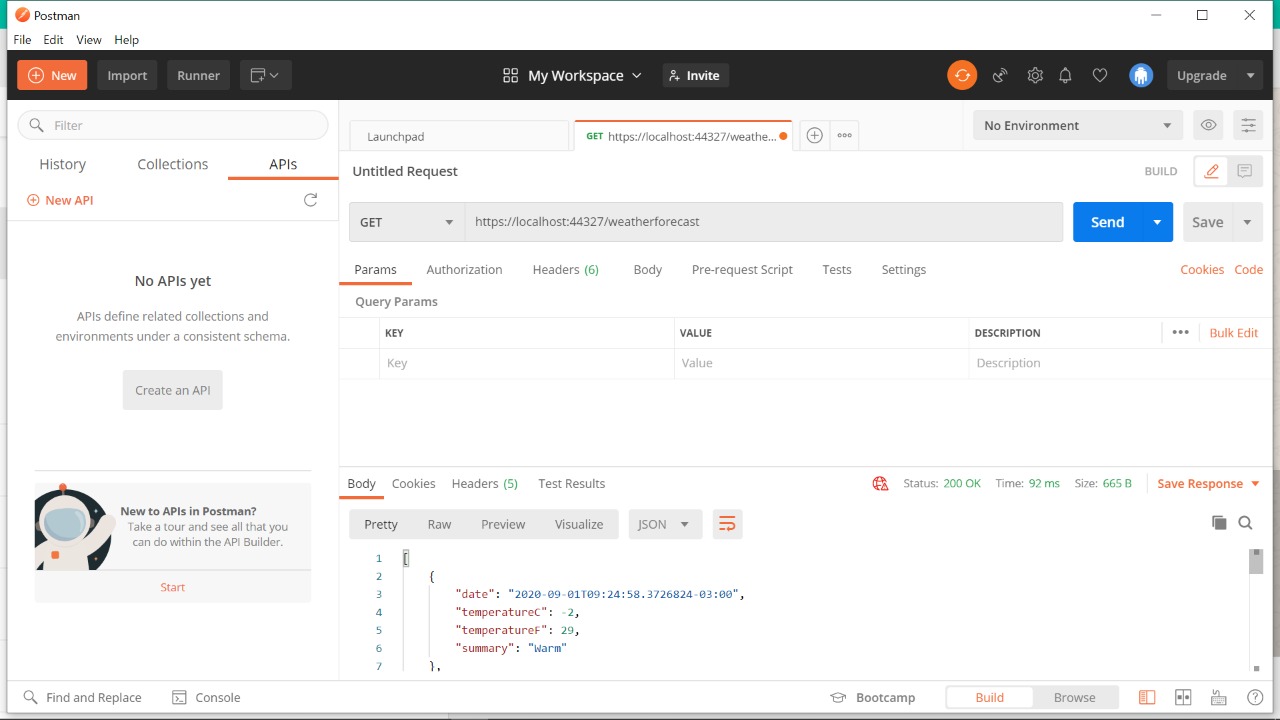 Postman
File Edit View Help
New Import Runner My Workspace Invite Upgrade
Filter
Launchpad GET https://localhost:44327/weathe... No Environment
History Collections APIs
Untitled Request BUILD
New API
GET https://localhost:44327/weatherforecast Send Save
Params Authorization Headers (6) Body Pre-request Script Tests Settings Cookies Code
No APIs yet
APIs define related collections and
environments under a consistent schema.
Create an API
Query Params
KEY VALUE DESCRIPTION ••• Bulk Edit
Key Value Description
New to APIs in Postman?
Take a tour and see all that you
can do within the API Builder.
Start
Body Cookies Headers (5) Test Results Status: 200 OK Time: 92 ms Size: 665 B Save Response
Pretty Raw Preview Visualize JSON
1 [
2 {
3 "date": "2020-09-01T09:24:58.3726824-03:00",
4 "temperatureC": -2,
5 "temperatureF": 29,
6 "summary": "Warm"
7 },
Find and Replace Console Bootcamp Build Browse